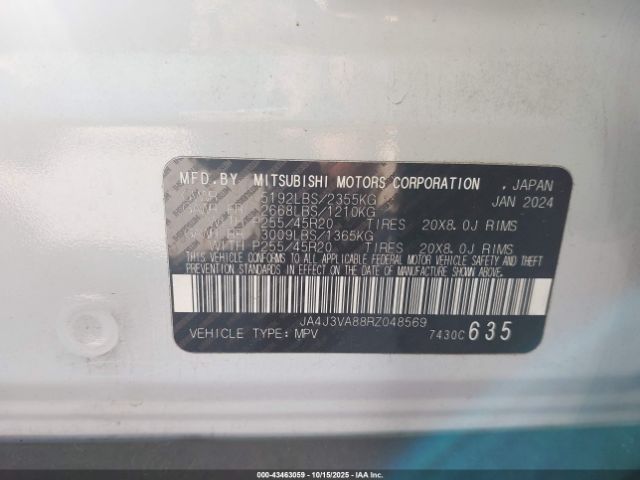 MFD.BY MITSUBISHI MOTORS CORPORATION , JAPAN
5192LBS/2355KG JAN 2024
2668LBS/1210KG
WITH P255/45R20 TIRES 20X8.0J RIMS
3009LBS/1365KG
WITH P255/45R20 TIRES 20X8.0J RIMS
THIS VEHICLE CONFORMS TO ALL APPLICABLE FEDERAL MOTOR VEHICLE SAFETY AND
THEFT PREVENTION STANDARDS IN EFFECT ON THE DATE OF MANUFACTURE SHOWN ABOVE.
JA4J3VA88RZ048569
VEHICLE TYPE: MPV 7430C 635
000-43463059 - 10/15/2025 - IAA Inc.